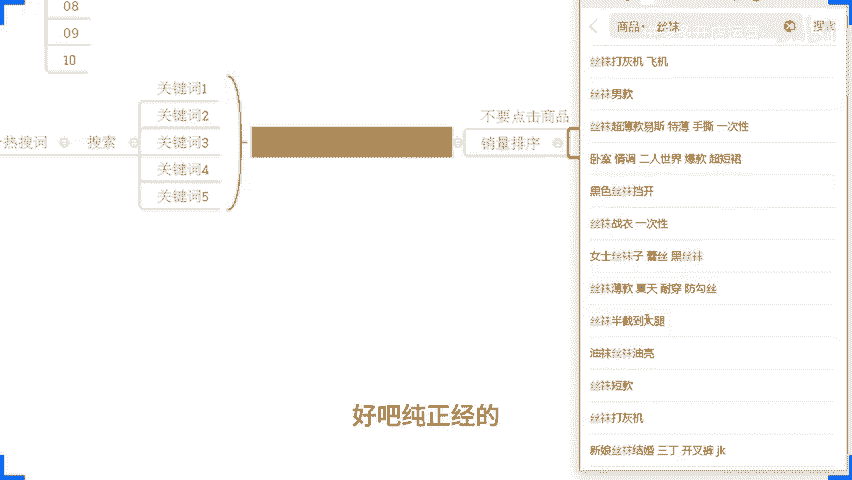 08
09
10
关键词1
关键词2
关键词3
关键词4
关键词5
热搜词
搜索
不要点击商品
销量排序
商品· 丝袜
搜索
丝袜打灰机 飞机
丝袜男款
丝袜超薄款易斯 特薄 手撕 一次性
卧室 情调 二人世界 爆款 超短裙
黑色丝袜挡开
丝袜战衣 一次性
女士丝袜子 蕾丝 黑丝袜
丝袜薄款 夏天 耐穿 防勾丝
丝袜半截到大腿
油袜丝袜油亮
丝袜短款
丝袜打灰机
新娘丝袜结婚 三丁 开叉裤 jk
好吧纯正经的